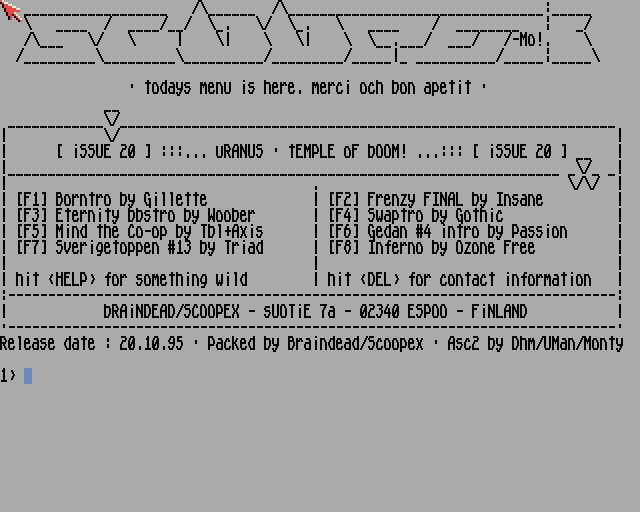 SCOOPEX
-Mo!
· todays menu is here. merci och bon apetit ·
[ iSSUE 20 ] :::... uRANUS · tEMPLE oF bOOM! ...::: [ iSSUE 20 ]
[F1] Borntro by Gillette
[F2] Frenzy FINAL by Insane
[F3] Eternity bbstro by Woober
[F4] Swaptro by Gothic
[F5] Mind the Co-op by Tbl+Axis
[F6] Gedan #4 intro by Passion
[F7] Sverigetoppen #13 by Triad
[F8] Inferno by Ozone Free
hit <HELP> for something wild
hit <DEL> for contact information
bRAiNDEAD/SCOOPEX - sUOTiE 7a - 02340 ESPOO - FiNLAND
Release date : 20.10.95 · Packed by Braindead/Scoopex · Asc2 by Dhm/UMan/Monty
1>